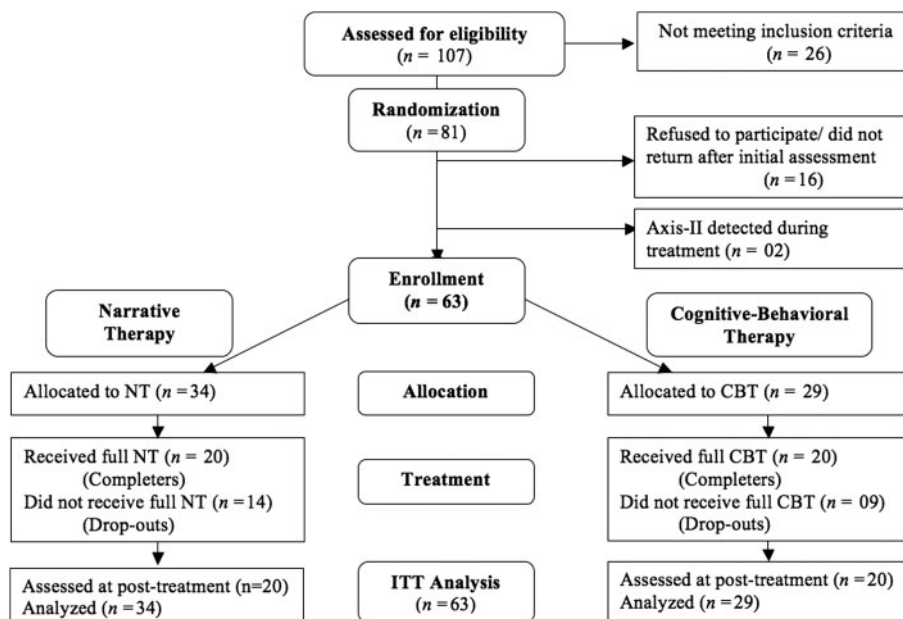 Assessed for eligibility
(n = 107)
Not meeting inclusion criteria
(n = 26)
Randomization
(n = 81)
Refused to participate/ did not
return after initial assessment
(n = 16)
Axis-II detected during
treatment (n = 02)
Enrollment
(n = 63)
Narrative
Therapy
Cognitive-Behavioral
Therapy
Allocated to NT (n = 34)
Allocation
Allocated to CBT (n = 29)
Received full NT (n = 20)
(Completers)
Did not receive full NT (n = 14)
(Drop-outs)
Treatment
Received full CBT (n = 20)
(Completers)
Did not receive full CBT (n = 09)
(Drop-outs)
Assessed at post-treatment (n=20)
Analyzed (n = 34)
ITT Analysis
(n = 63)
Assessed at post-treatment (n = 20)
Analyzed (n = 29)